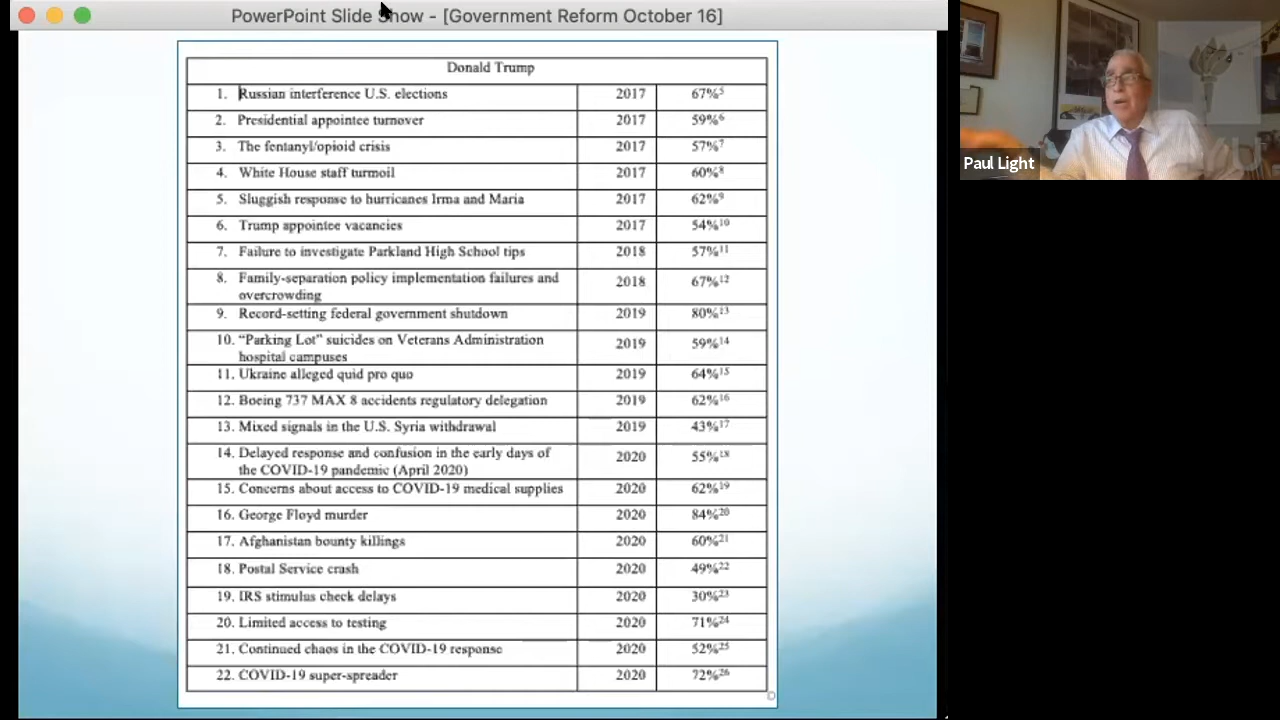 PowerPoint Slide Show - [Government Reform October 16]
Donald Trump
1. Russian interference U.S. elections 2017 67%⁵
2. Presidential appointee turnover 2017 59%⁶
3. The fentanyl/opioid crisis 2017 57%⁷
4. White House staff turmoil 2017 60%⁸
5. Sluggish response to hurricanes Irma and Maria 2017 62%⁹
6. Trump appointee vacancies 2017 54%¹⁰
7. Failure to investigate Parkland High School tips 2018 57%¹¹
8. Family-separation policy implementation failures and
overcrowding 2018 67%¹²
9. Record-setting federal government shutdown 2019 80%¹³
10. “Parking Lot” suicides on Veterans Administration
hospital campuses 2019 59%¹⁴
11. Ukraine alleged quid pro quo 2019 64%¹⁵
12. Boeing 737 MAX 8 accidents regulatory delegation 2019 62%¹⁶
13. Mixed signals in the U.S. Syria withdrawal 2019 43%¹⁷
14. Delayed response and confusion in the early days of
the COVID-19 pandemic (April 2020) 2020 55%¹⁸
15. Concerns about access to COVID-19 medical supplies 2020 62%¹⁹
16. George Floyd murder 2020 84%²⁰
17. Afghanistan bounty killings 2020 60%²¹
18. Postal Service crash 2020 49%²²
19. IRS stimulus check delays 2020 30%²³
20. Limited access to testing 2020 71%²⁴
21. Continued chaos in the COVID-19 response 2020 52%²⁵
22. COVID-19 super-spreader 2020 72%²⁶
Paul Light